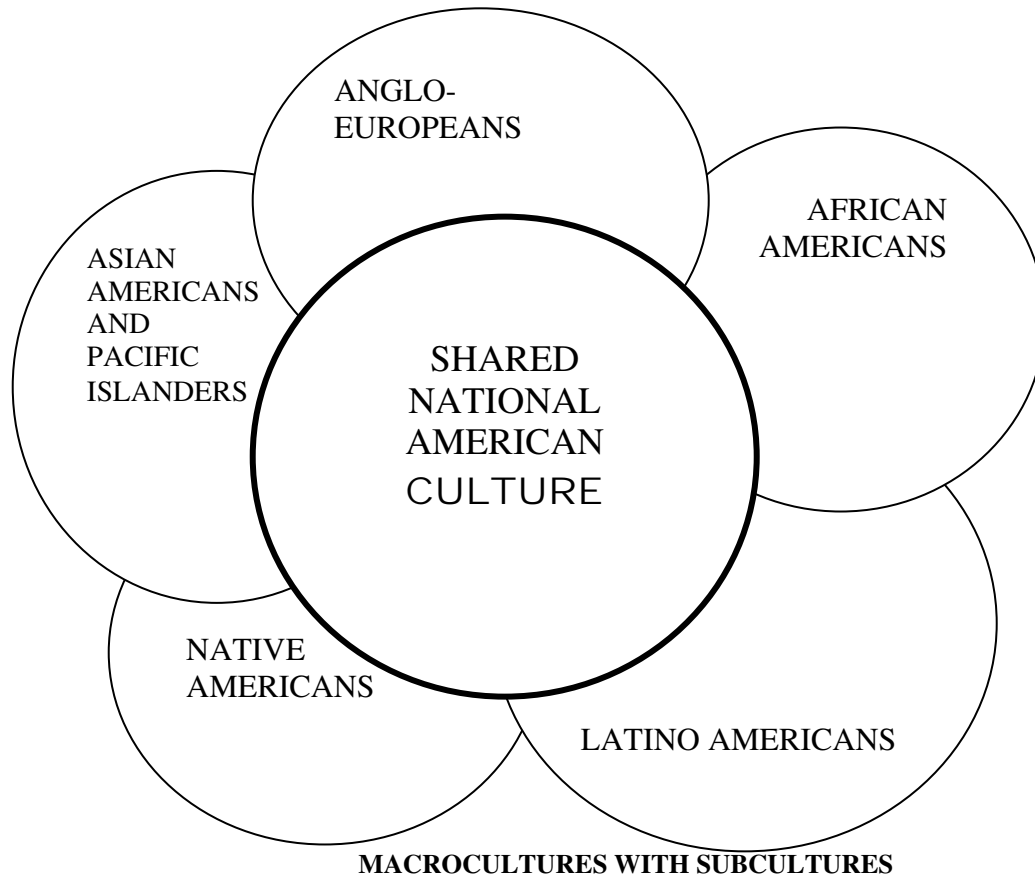 ANGLO-
EUROPEANS
AFRICAN
AMERICANS
ASIAN
AMERICANS
AND
PACIFIC
ISLANDERS
SHARED
NATIONAL
AMERICAN
CULTURE
NATIVE
AMERICANS
LATINO AMERICANS
MACROCULTURES WITH SUBCULTURES